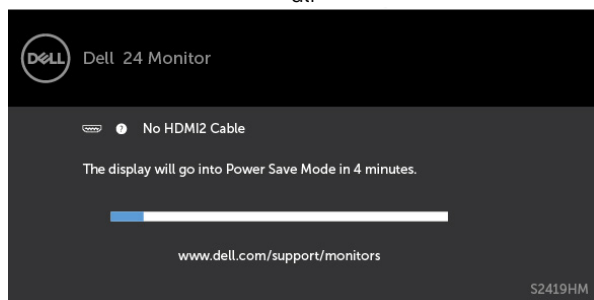 DELL
Dell 24 Monitor
No HDMI2 Cable
The display will go into Power Save Mode in 4 minutes.
www.dell.com/support/monitors
S2419HM